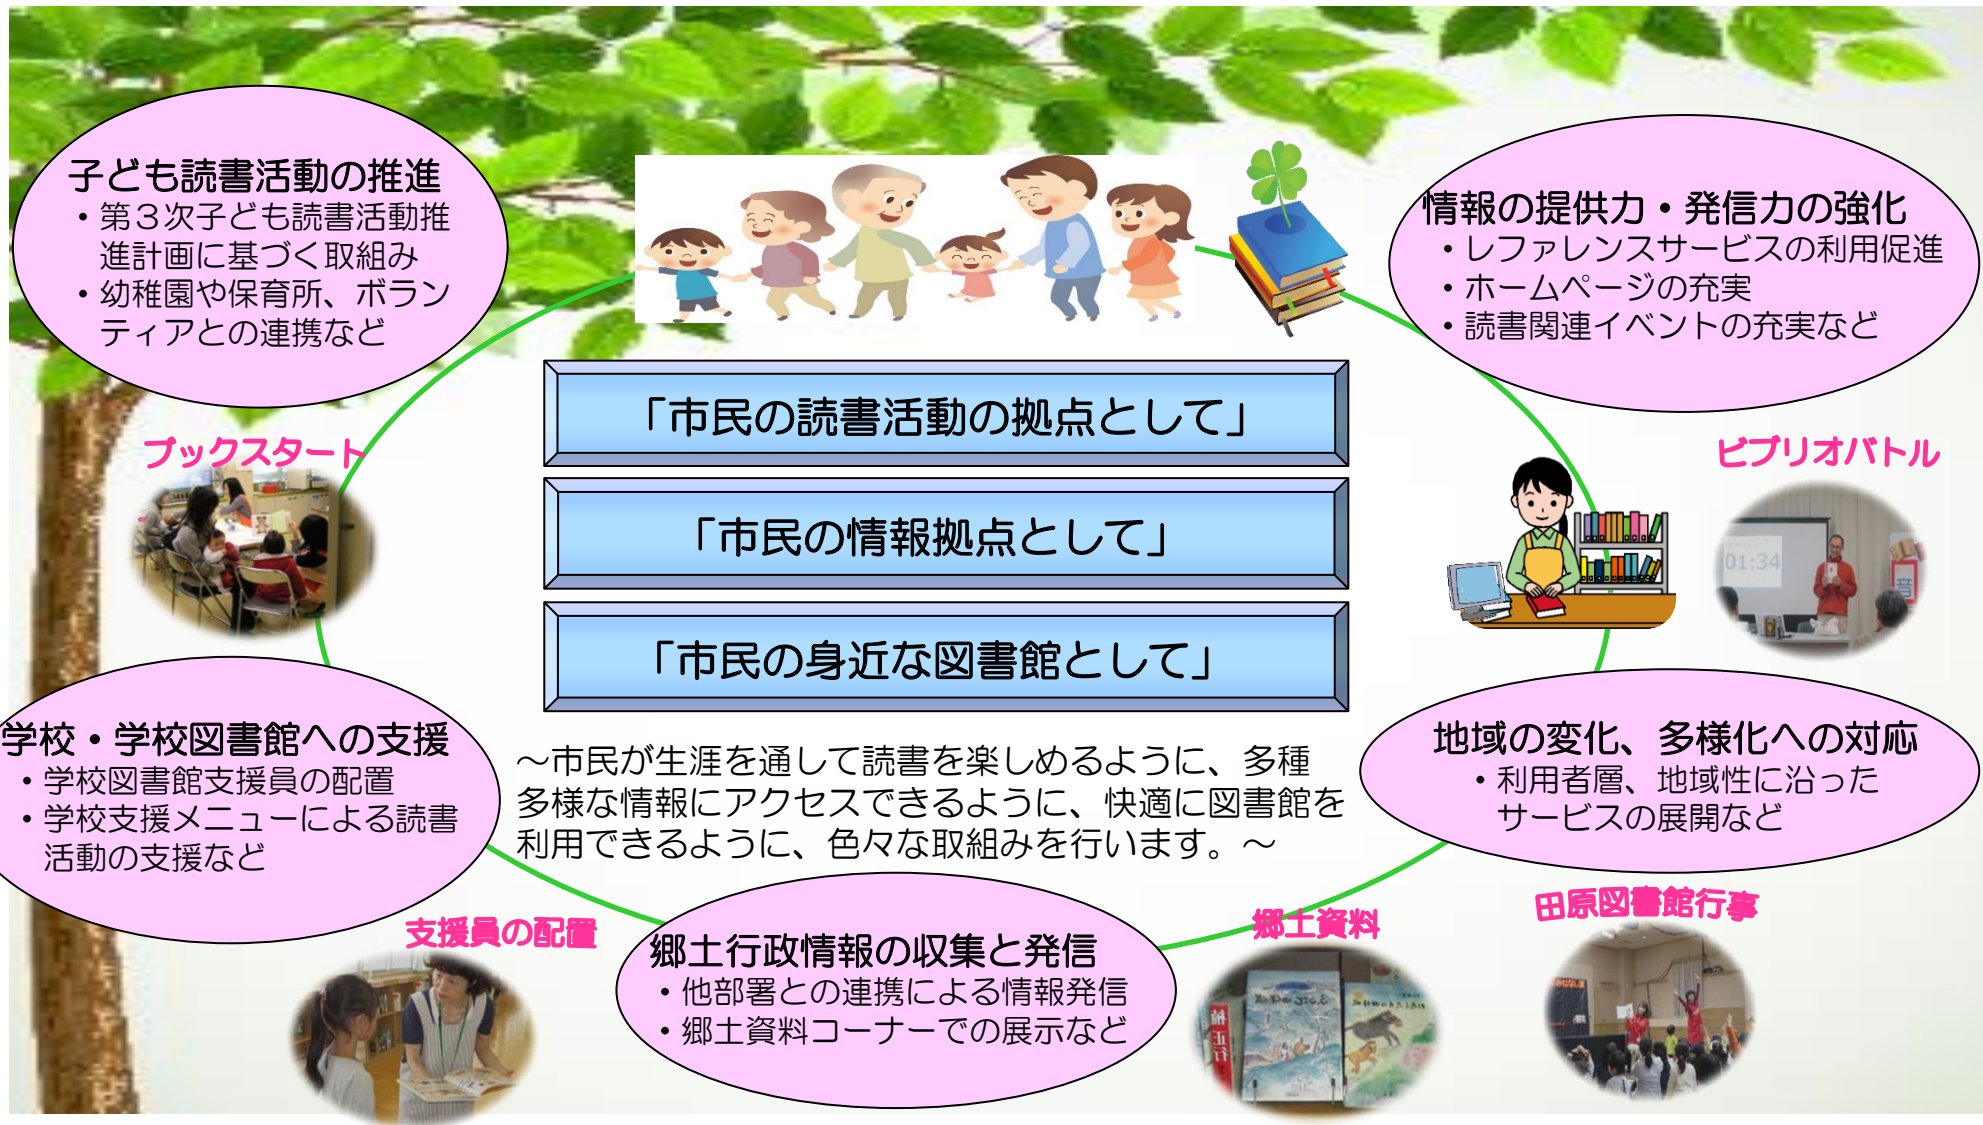 子ども読書活動の推進
・第３次子ども読書活動推
進計画に基づく取組み
・幼稚園や保育所、ボラン
ティアとの連携など
情報の提供力・発信力の強化
・レファレンスサービスの利用促進
・ホームページの充実
・読書関連イベントの充実など
「市民の読書活動の拠点として」
「市民の情報拠点として」
「市民の身近な図書館として」
ブックスタート
ビブリオバトル
01:34
音
学校・学校図書館への支援
・学校図書館支援員の配置
・学校支援メニューによる読書
活動の支援など
～市民が生涯を通して読書を楽しめるように、多種
多様な情報にアクセスできるように、快適に図書館を
利用できるように、色々な取組みを行います。～
地域の変化、多様化への対応
・利用者層、地域性に沿った
サービスの展開など
支援員の配置
郷土行政情報の収集と発信
・他部署との連携による情報発信
・郷土資料コーナーでの展示など
郷土資料
楠正行
田原図書館行事